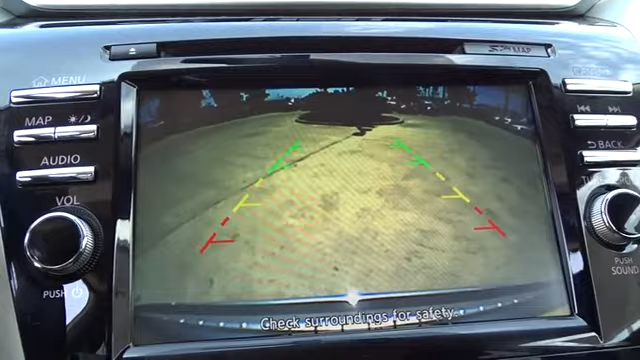 MENU
MAP
AUDIO
VOL
PUSH
MAP
BACK
PUSH
SOUND
Check surroundings for safety.